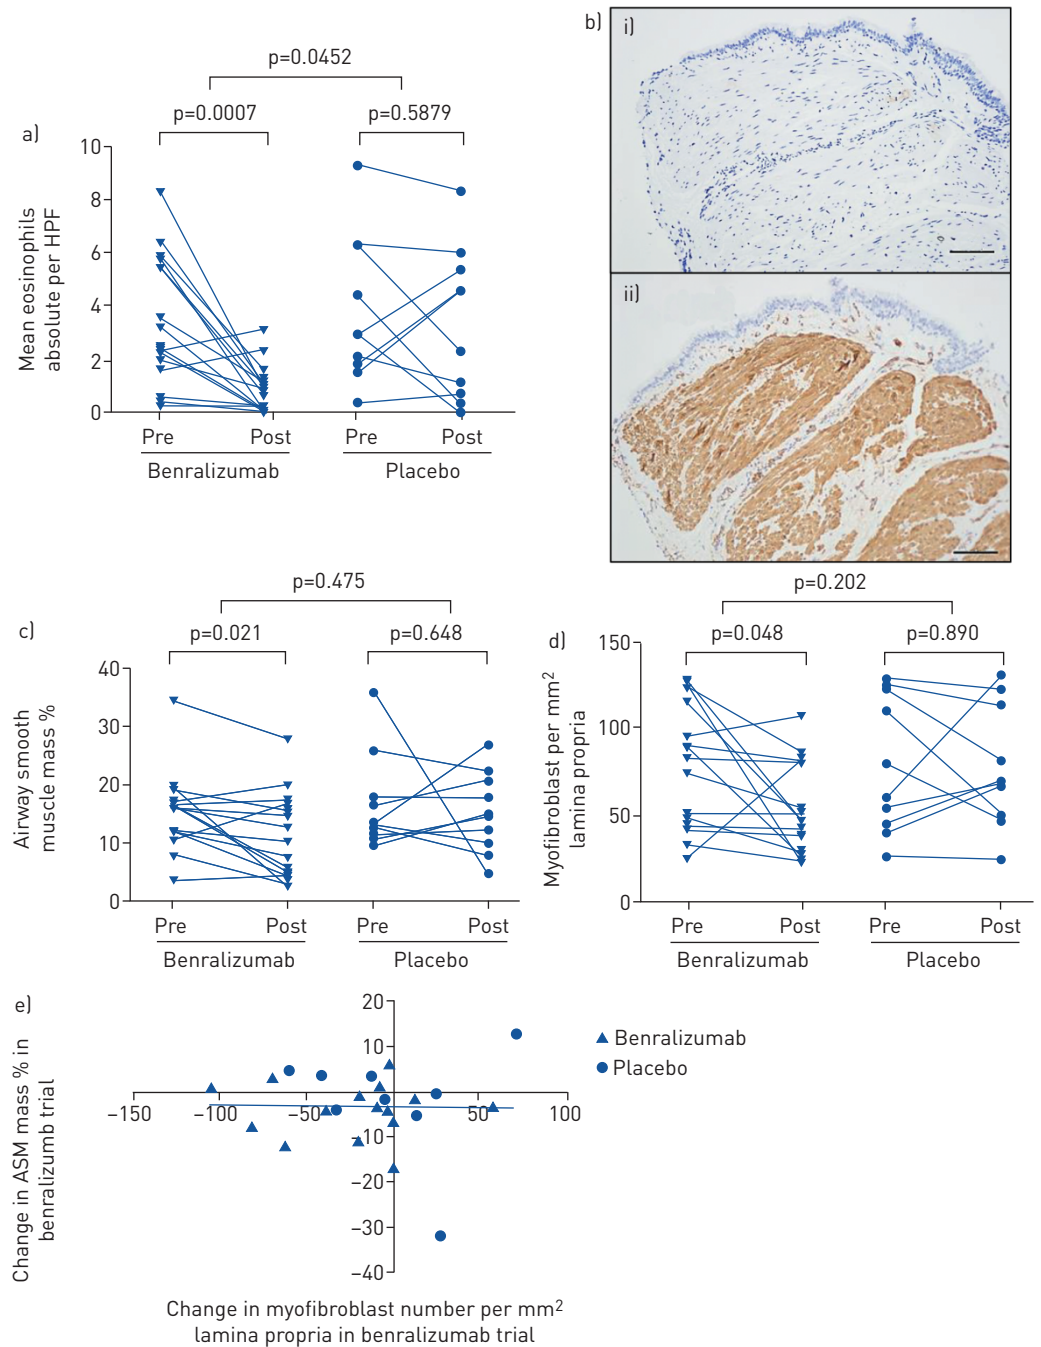 a)
p=0.0452
p=0.0007
p=0.5879
Mean eosinophils
absolute per HPF
10
8
6
4
2
0
Pre
Post
Pre
Post
Benralizumab
Placebo
b)
i)
ii)
c)
p=0.475
p=0.021
p=0.648
Airway smooth
muscle mass %
40
30
20
10
0
Pre
Post
Pre
Post
Benralizumab
Placebo
d)
p=0.202
p=0.048
p=0.890
Myofibroblast per mm²
lamina propria
150
100
50
0
Pre
Post
Pre
Post
Benralizumab
Placebo
e)
Change in ASM mass % in
benralizumb trial
20
10
−10
−20
−30
−40
−150
−100
−50
50
100
Benralizumab
Placebo
Change in myofibroblast number per mm²
lamina propria in benralizumab trial